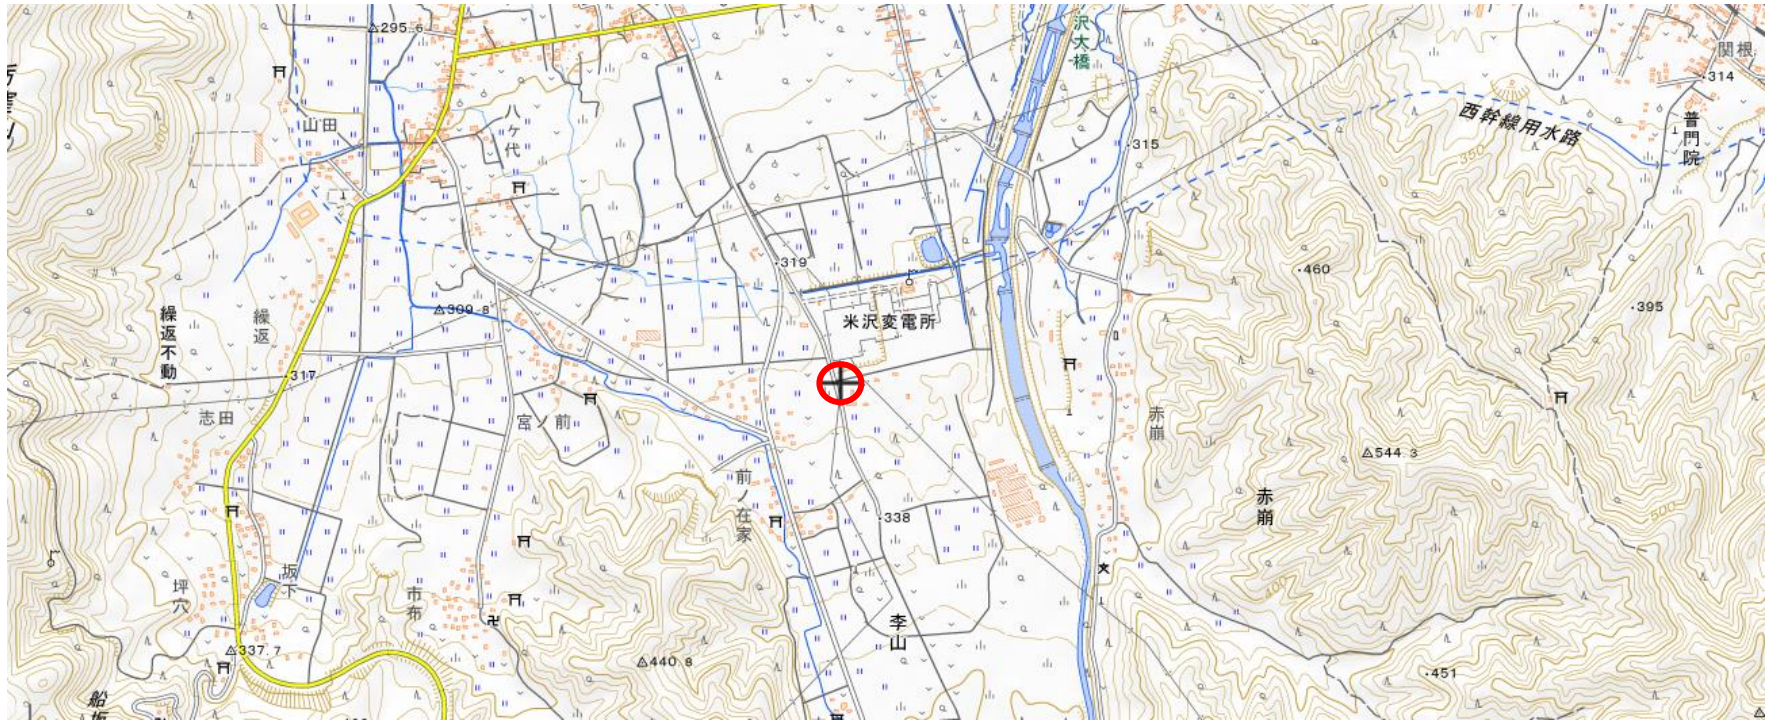 295.6
沢大橋
関根
314
西幹線用水路
350
普門院
山田
八ヶ代
315
319
460
395
309.8
米沢変電所
繰返不動
繰返
317
志田
宮ノ前
赤崩
544.3
赤崩
500
前ノ在家
338
坂下
坪穴
市布
400
李山
337.7
440.8
451